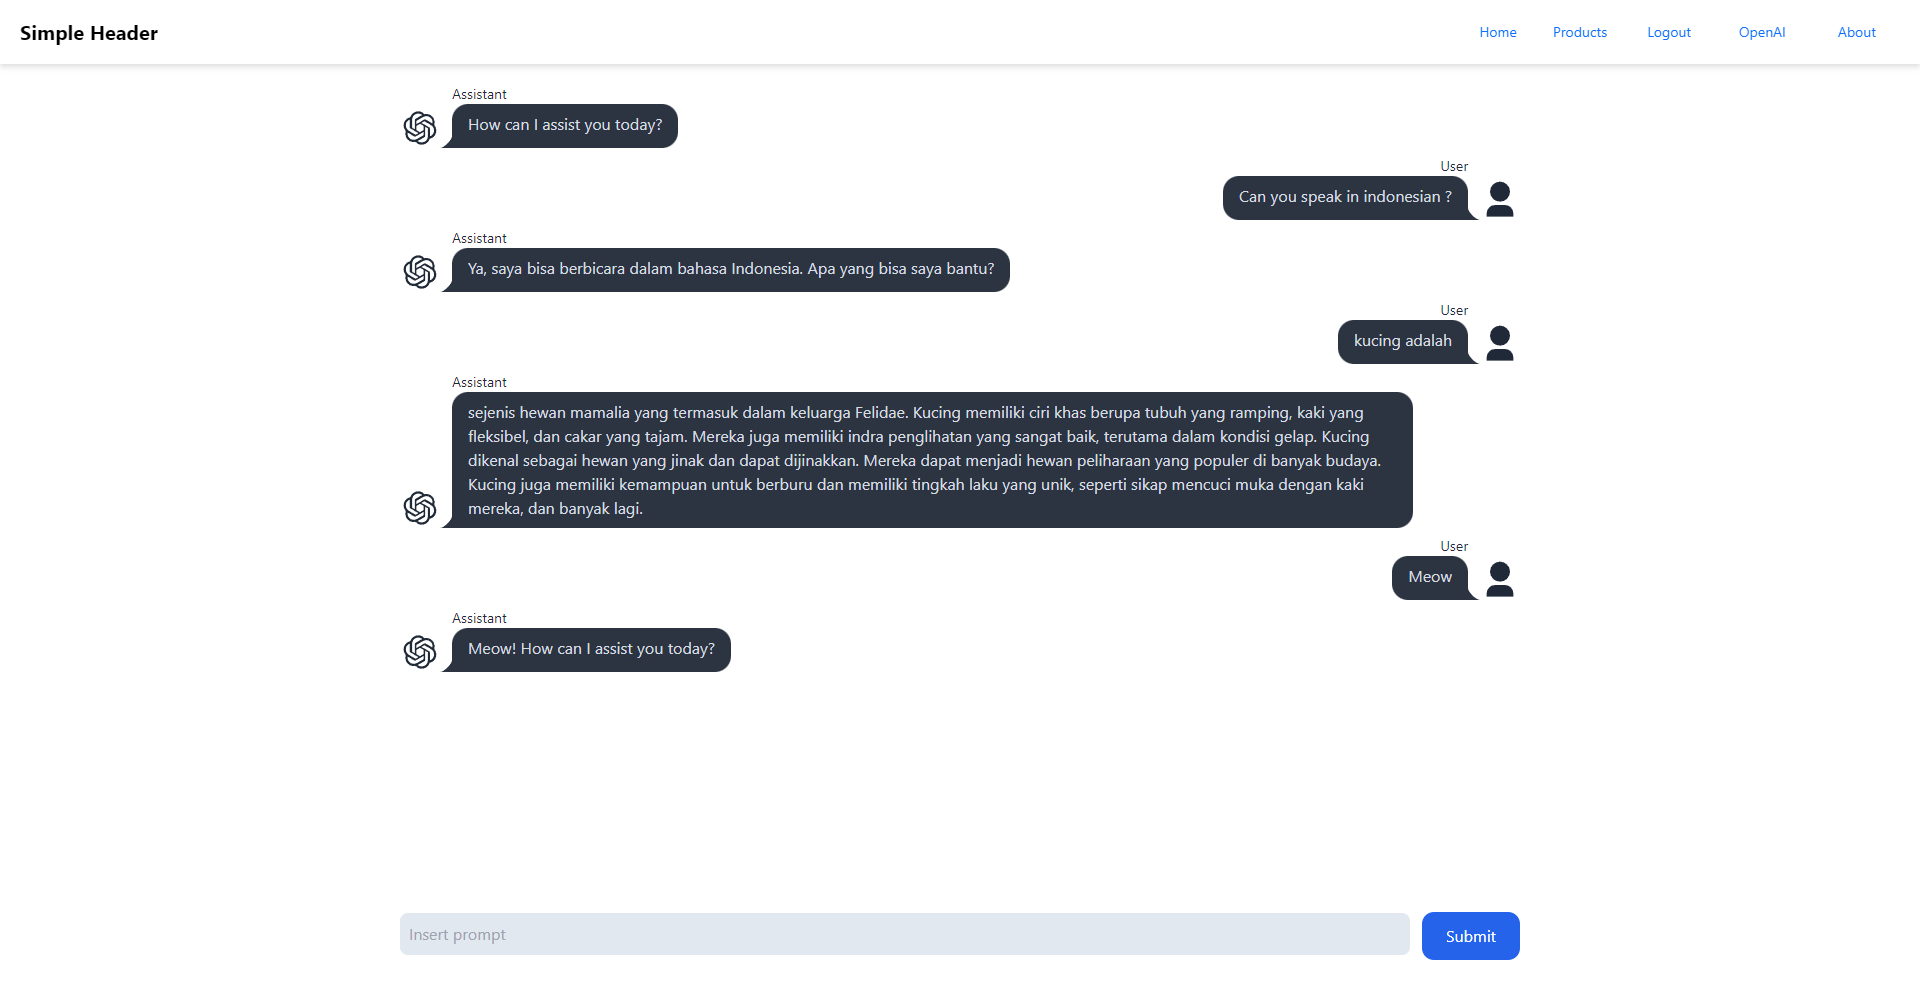 Simple Header
Home
Products
Logout
OpenAI
About
Assistant
How can I assist you today?
User
Can you speak in indonesian ?
Assistant
Ya, saya bisa berbicara dalam bahasa Indonesia. Apa yang bisa saya bantu?
User
kucing adalah
Assistant
sejenis hewan mamalia yang termasuk dalam keluarga Felidae. Kucing memiliki ciri khas berupa tubuh yang ramping, kaki yang
fleksibel, dan cakar yang tajam. Mereka juga memiliki indra penglihatan yang sangat baik, terutama dalam kondisi gelap. Kucing
dikenal sebagai hewan yang jinak dan dapat dijinakkan. Mereka dapat menjadi hewan peliharaan yang populer di banyak budaya.
Kucing juga memiliki kemampuan untuk berburu dan memiliki tingkah laku yang unik, seperti sikap mencuci muka dengan kaki
mereka, dan banyak lagi.
User
Meow
Assistant
Meow! How can I assist you today?
Insert prompt
Submit